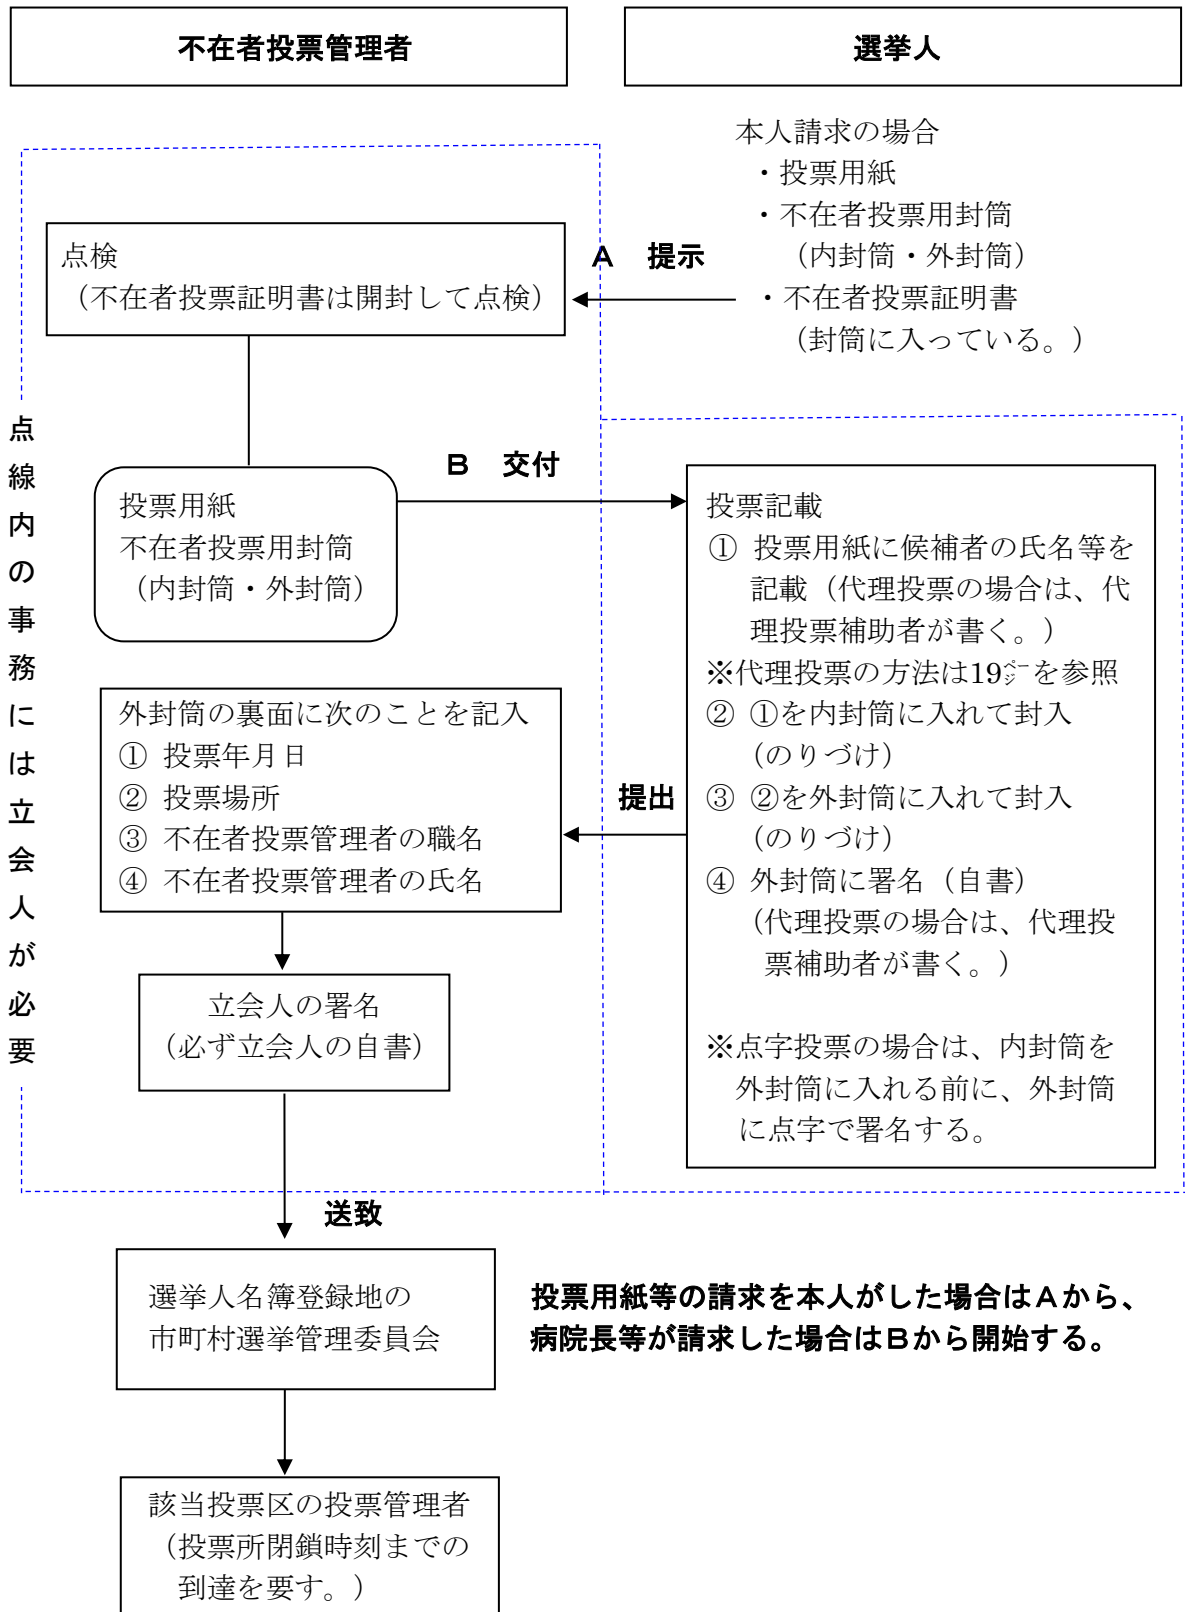 不在者投票管理者
選挙人
本人請求の場合
・投票用紙
・不在者投票用封筒
（内封筒・外封筒）
・不在者投票証明書
（封筒に入っている。）
A　提示
点検
（不在者投票証明書は開封して点検）
点線内の事務には立会人が必要
B　交付
投票用紙
不在者投票用封筒
（内封筒・外封筒）
投票記載
① 投票用紙に候補者の氏名等を
記載（代理投票の場合は、代
理投票補助者が書く。）
※代理投票の方法は19㌻を参照
② ①を内封筒に入れて封入
（のりづけ）
③ ②を外封筒に入れて封入
（のりづけ）
④ 外封筒に署名（自書）
（代理投票の場合は、代理投
票補助者が書く。）
※点字投票の場合は、内封筒を
外封筒に入れる前に、外封筒
に点字で署名する。
提出
外封筒の裏面に次のことを記入
① 投票年月日
② 投票場所
③ 不在者投票管理者の職名
④ 不在者投票管理者の氏名
立会人の署名
（必ず立会人の自書）
送致
選挙人名簿登録地の
市町村選挙管理委員会
投票用紙等の請求を本人がした場合はAから、
病院長等が請求した場合はBから開始する。
該当投票区の投票管理者
（投票所閉鎖時刻までの
到達を要す。）